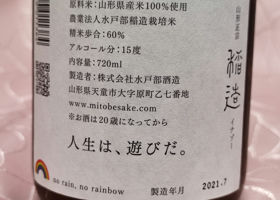 原料米：山形県産米100%使用
農業法人水戸部稲造栽培米
精米歩合：60%
アルコール分：15度
内容量：720ml
製造者：株式会社水戸部酒造
山形県天童市大字原町乙七番地
www.mitobesake.com
※お酒は20歳になってから
人生は、遊びだ。
no rain, no rainbow
製造年月
2021.7
山形正宗
稲造
イナゾー